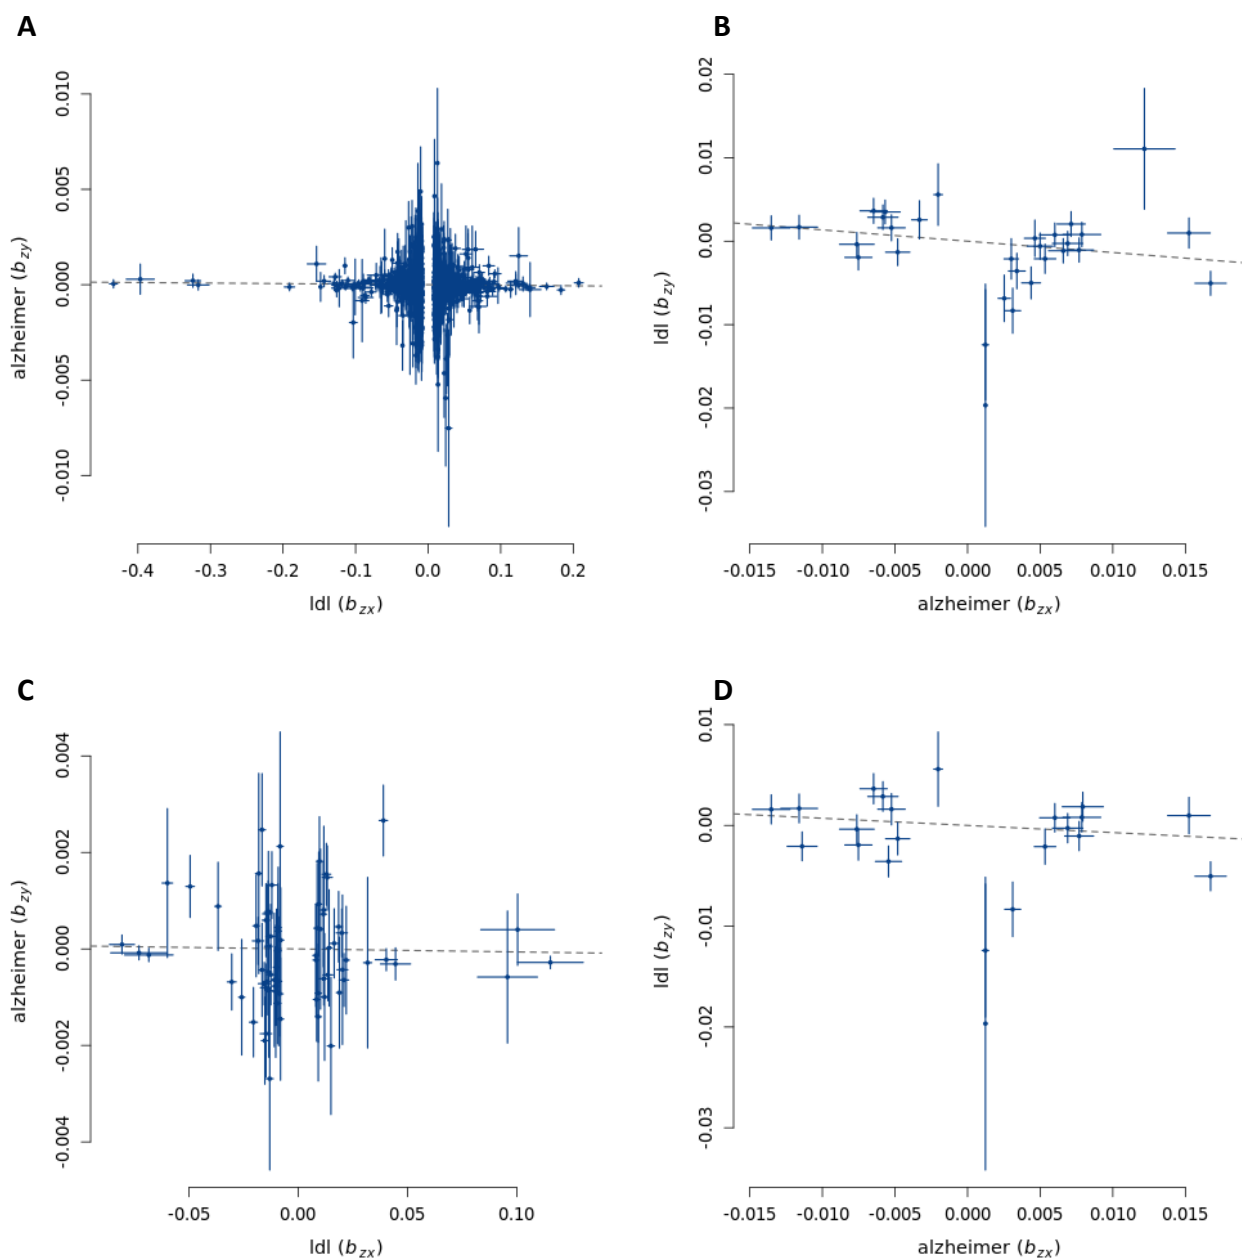 A
0.010
0.005
0.000
-0.005
-0.010
alzheimer (bzy)
-0.4 -0.3 -0.2 -0.1 0.0 0.1 0.2
ldl (bzx)
B
0.02
0.01
0.00
-0.01
-0.02
-0.03
ldl (bzy)
-0.015 -0.010 -0.005 0.000 0.005 0.010 0.015
alzheimer (bzx)
C
0.004
0.002
0.000
-0.002
-0.004
alzheimer (bzy)
-0.05 0.00 0.05 0.10
ldl (bzx)
D
0.01
0.00
-0.01
-0.02
-0.03
ldl (bzy)
-0.015 -0.010 -0.005 0.000 0.005 0.010 0.015
alzheimer (bzx)